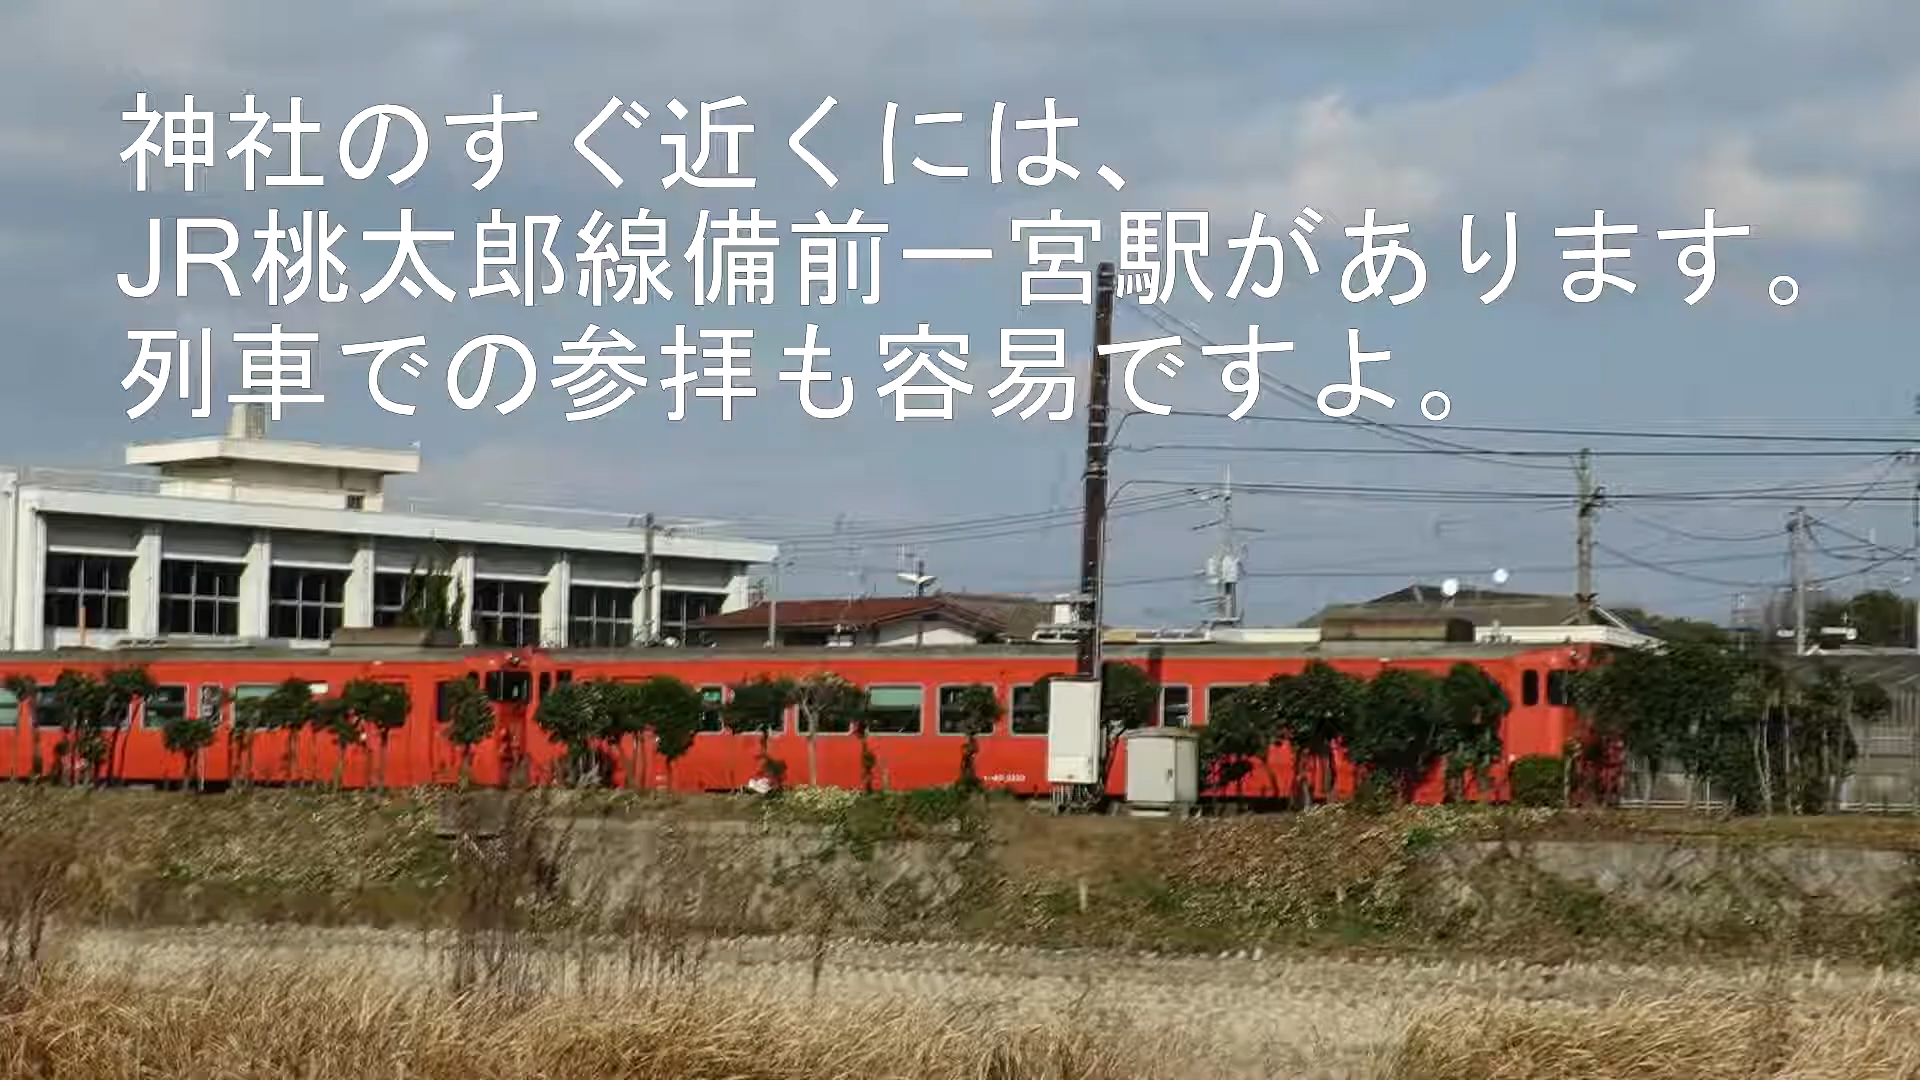 神社のすぐ近くには、
JR桃太郎線備前一宮駅があります。
列車での参拝も容易ですよ。